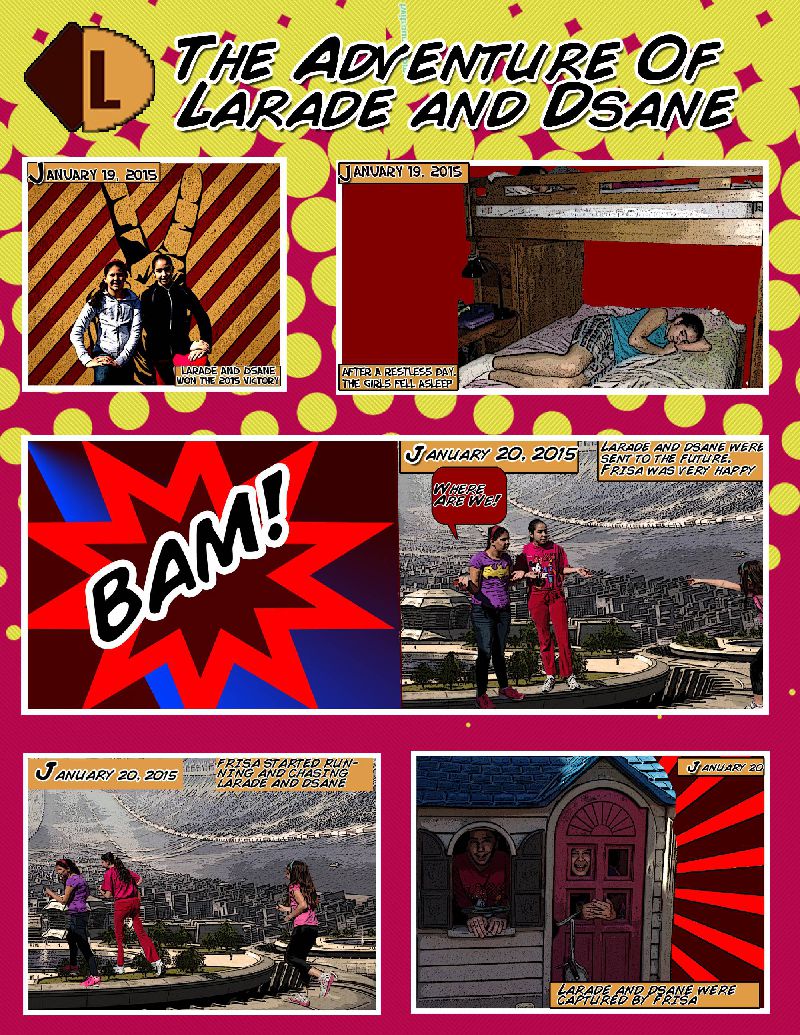 L
The Adventure Of
Larade and Dsane
January 19, 2015
Larade and Dsane
won the 2015 victory
January 19, 2015
After a restless day,
the girls fell asleep
BAM!
January 20, 2015
Larade and Dsane were
sent to the future.
Frisa was very happy
Where
Are We!
January 20, 2015
Frisa started run-
ning and chasing
Larade and Dsane
January 20
Larade and Dsane were
captured by Frisa